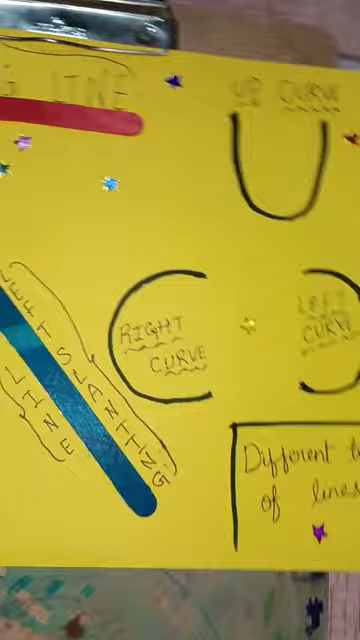 LINE
UP CURVE
RIGHT
CURVE
LEFT
CURVE
LEFT SLANTING
LINE
Different
of lines